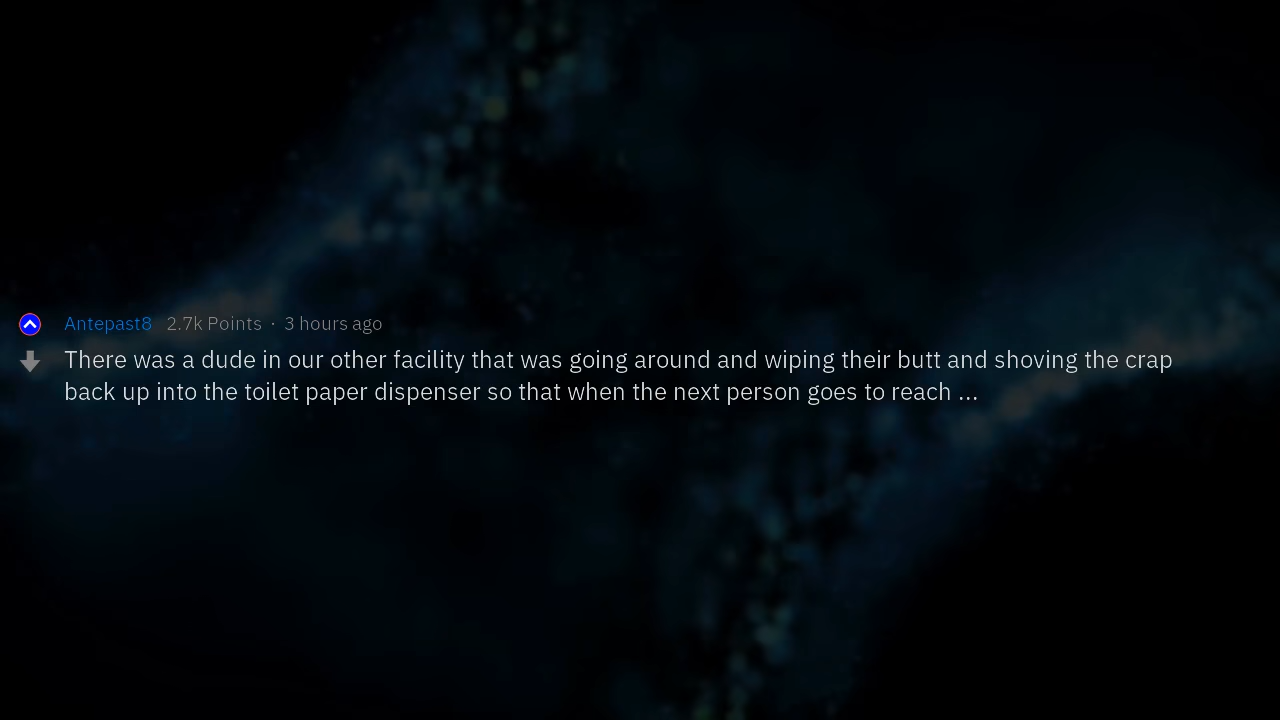 Antepast8 2.7k Points · 3 hours ago
There was a dude in our other facility that was going around and wiping their butt and shoving the crap
back up into the toilet paper dispenser so that when the next person goes to reach ...